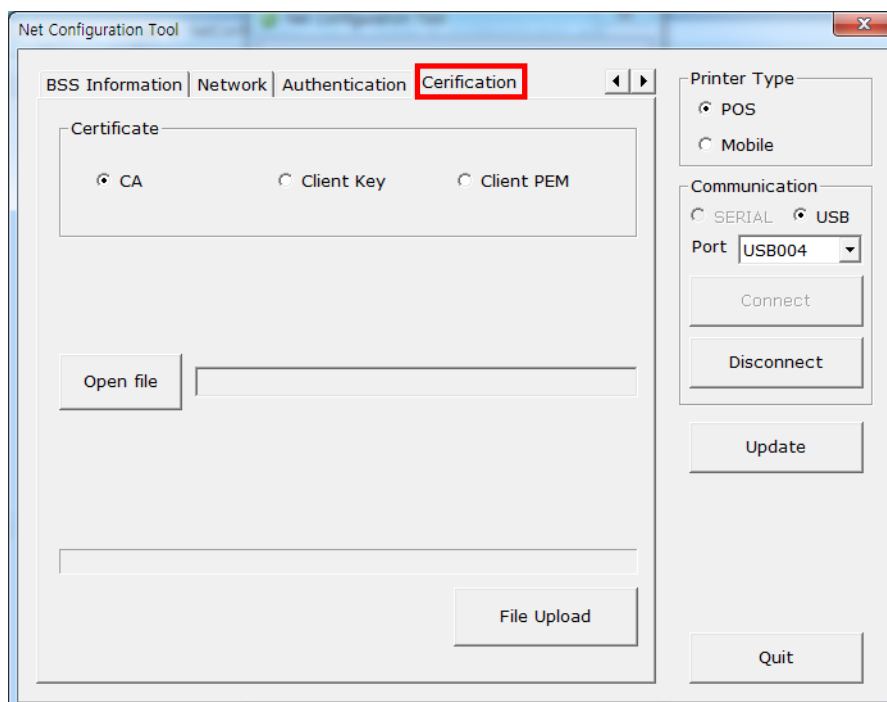 Net Configuration Tool
BSS Information Network Authentication Cerification
Certificate
CA Client Key Client PEM
Open file
File Upload
Printer Type
POS
Mobile
Communication
SERIAL USB
Port USB004
Connect
Disconnect
Update
Quit